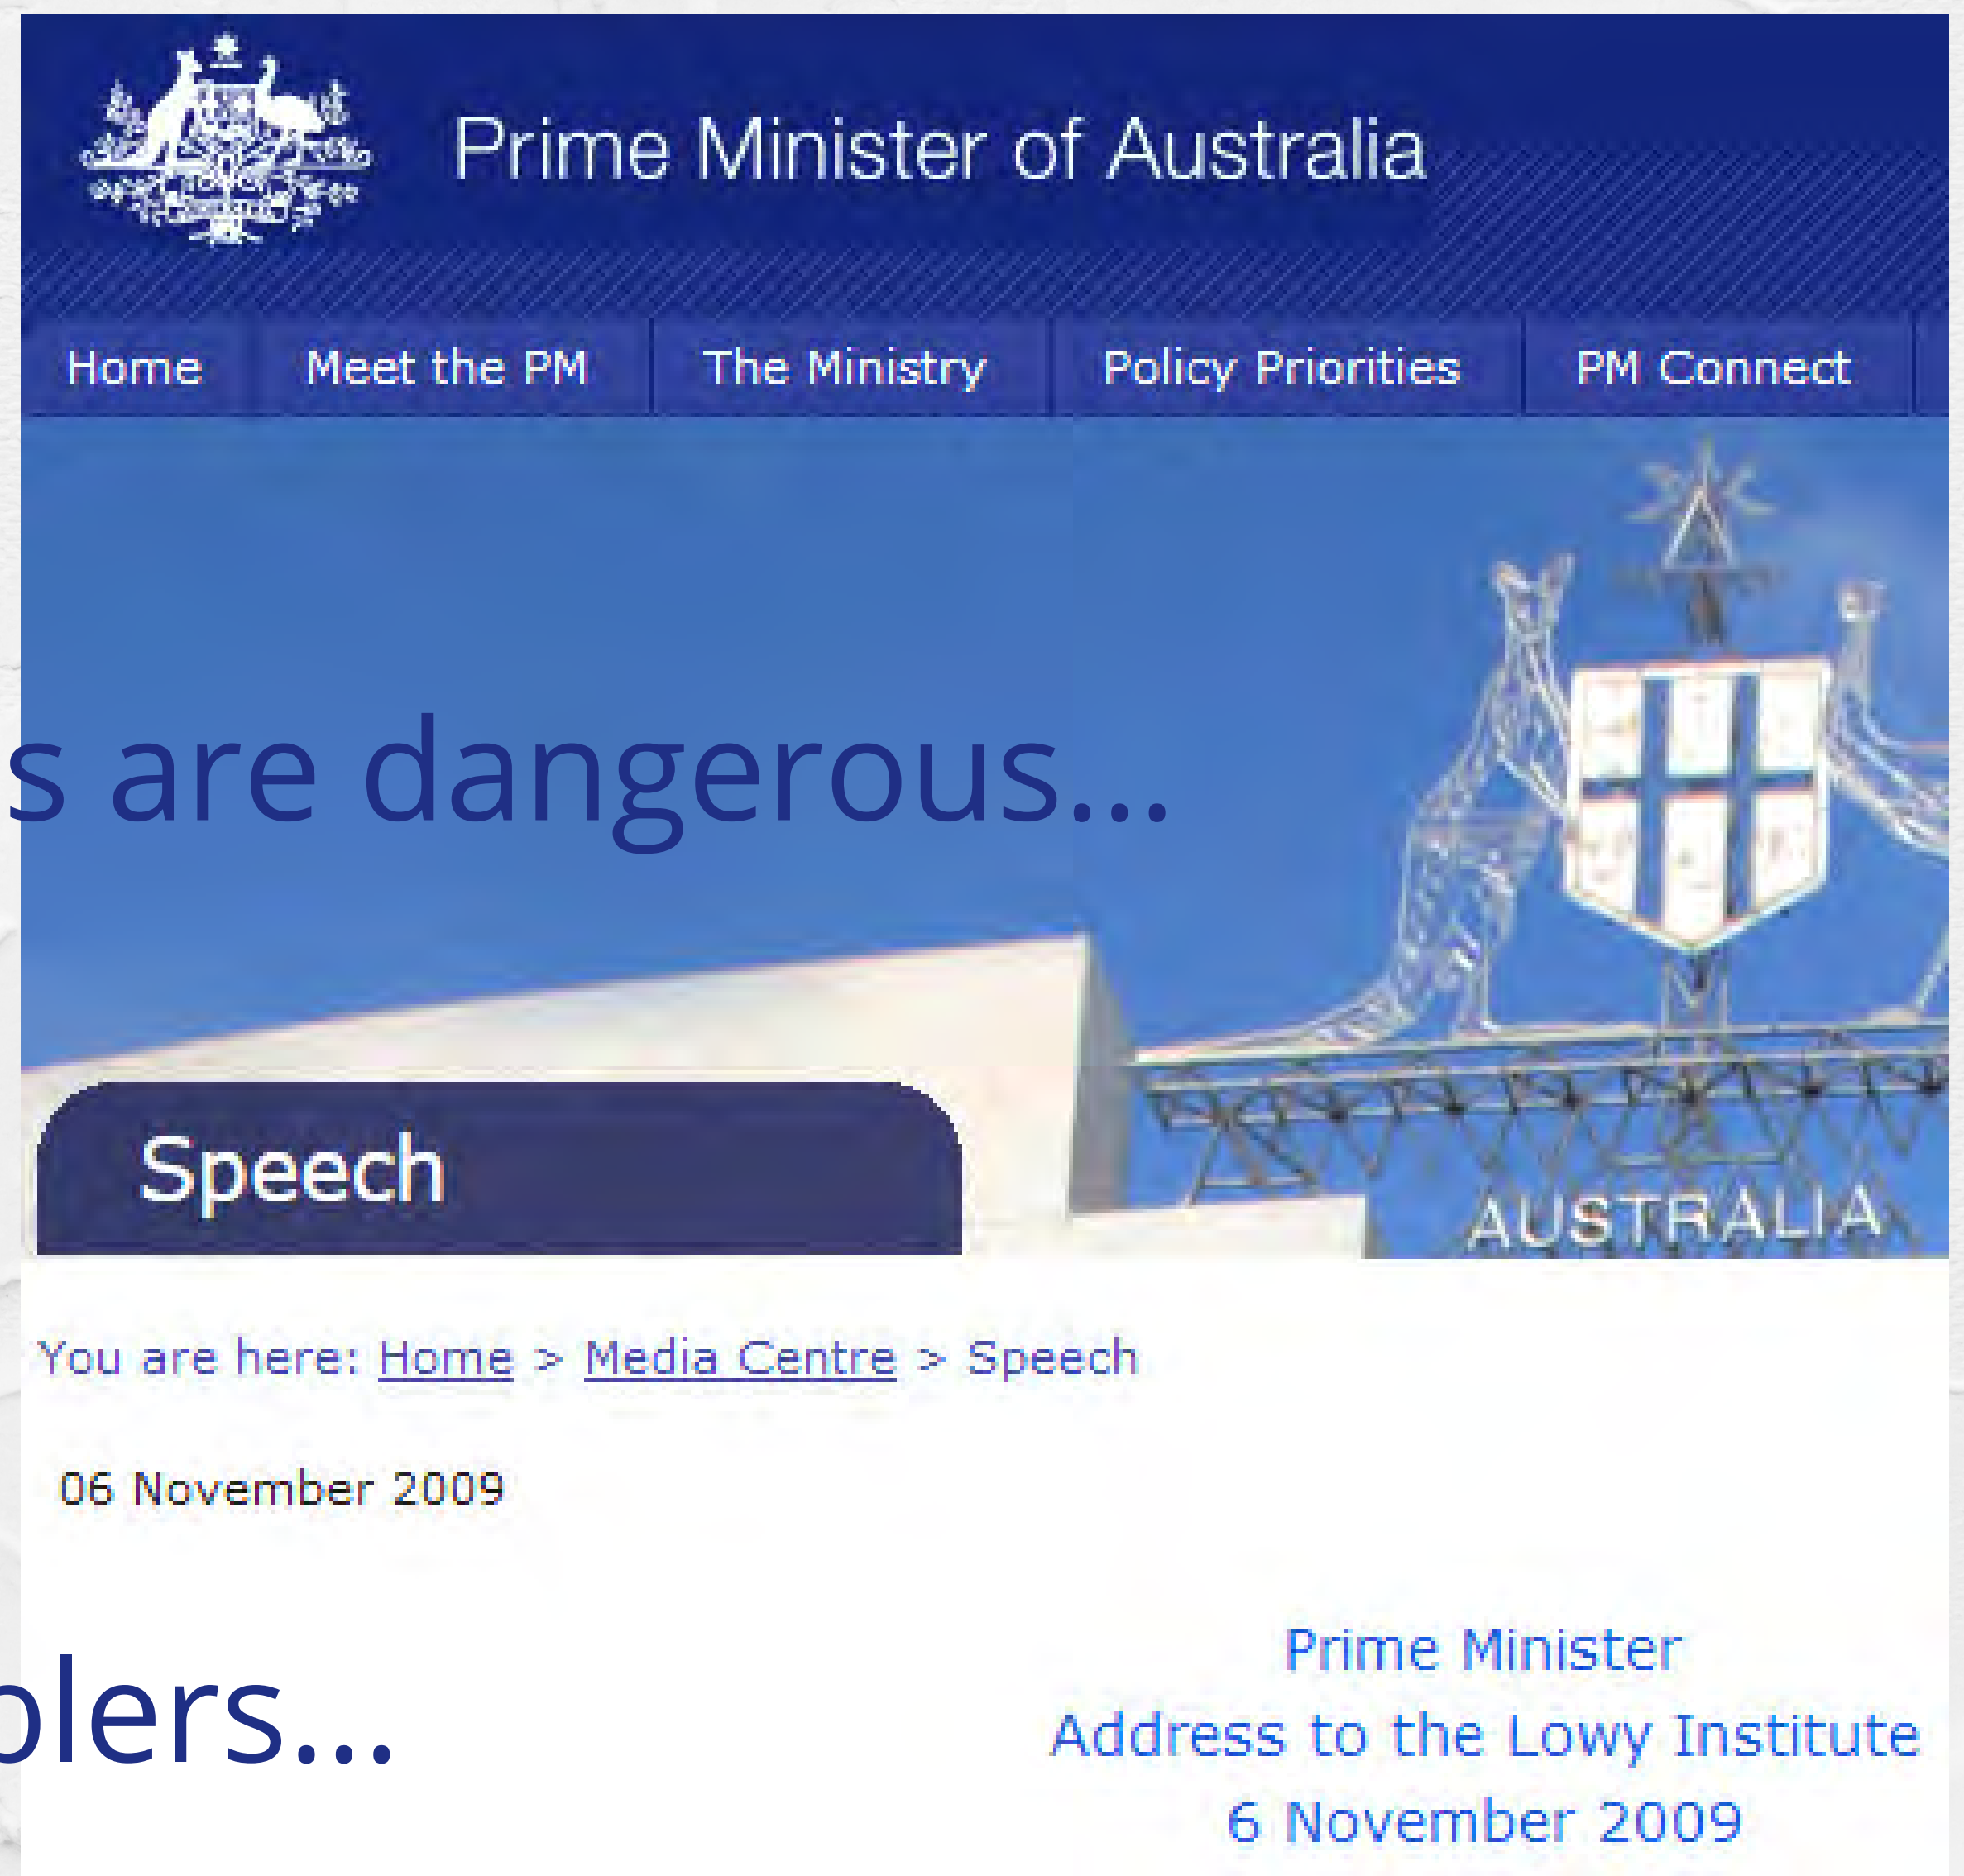 Prime Minister of Australia
Home Meet the PM The Ministry Policy Priorities PM Connect
s are dangerous...
AUSTRALIA
Speech
You are here: Home > Media Centre > Speech
06 November 2009
Prime Minister
Address to the Lowy Institute
6 November 2009
lers...